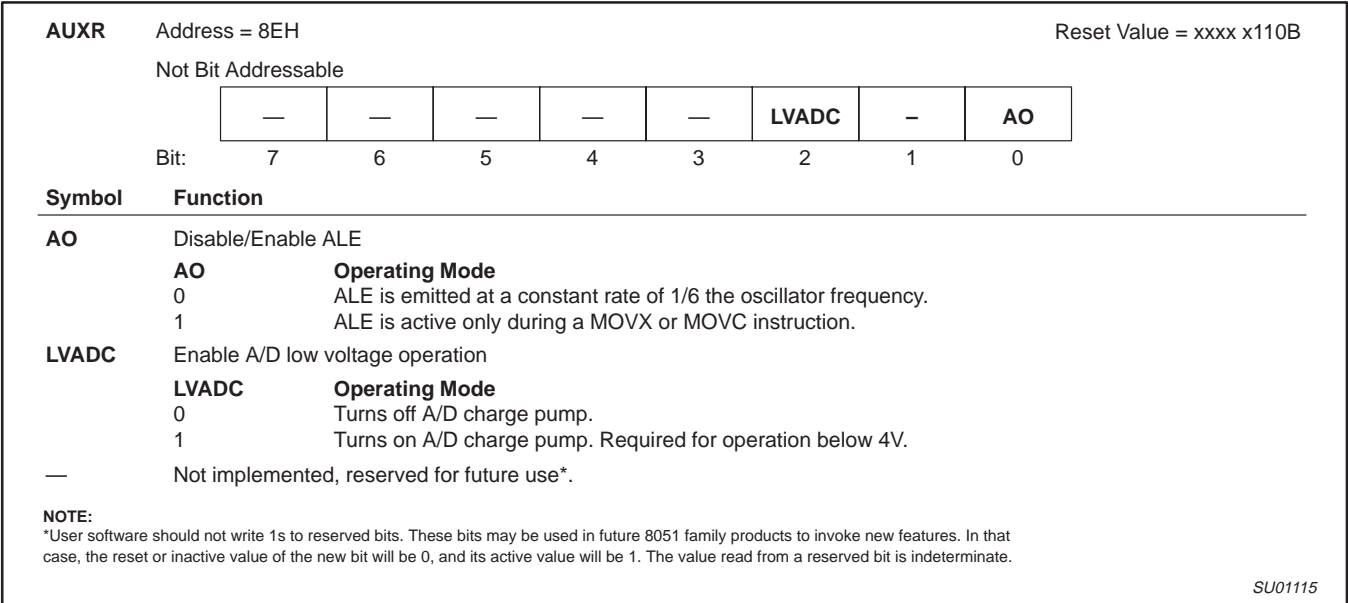 AUXR Address = 8EH Reset Value = xxxx x110B
Not Bit Addressable
— — — — — LVADC – AO
Bit: 7 6 5 4 3 2 1 0
Symbol Function
AO Disable/Enable ALE
AO Operating Mode
0 ALE is emitted at a constant rate of 1/6 the oscillator frequency.
1 ALE is active only during a MOVX or MOVC instruction.
LVADC Enable A/D low voltage operation
LVADC Operating Mode
0 Turns off A/D charge pump.
1 Turns on A/D charge pump. Required for operation below 4V.
— Not implemented, reserved for future use*.
NOTE:
*User software should not write 1s to reserved bits. These bits may be used in future 8051 family products to invoke new features. In that
case, the reset or inactive value of the new bit will be 0, and its active value will be 1. The value read from a reserved bit is indeterminate.
SU01115